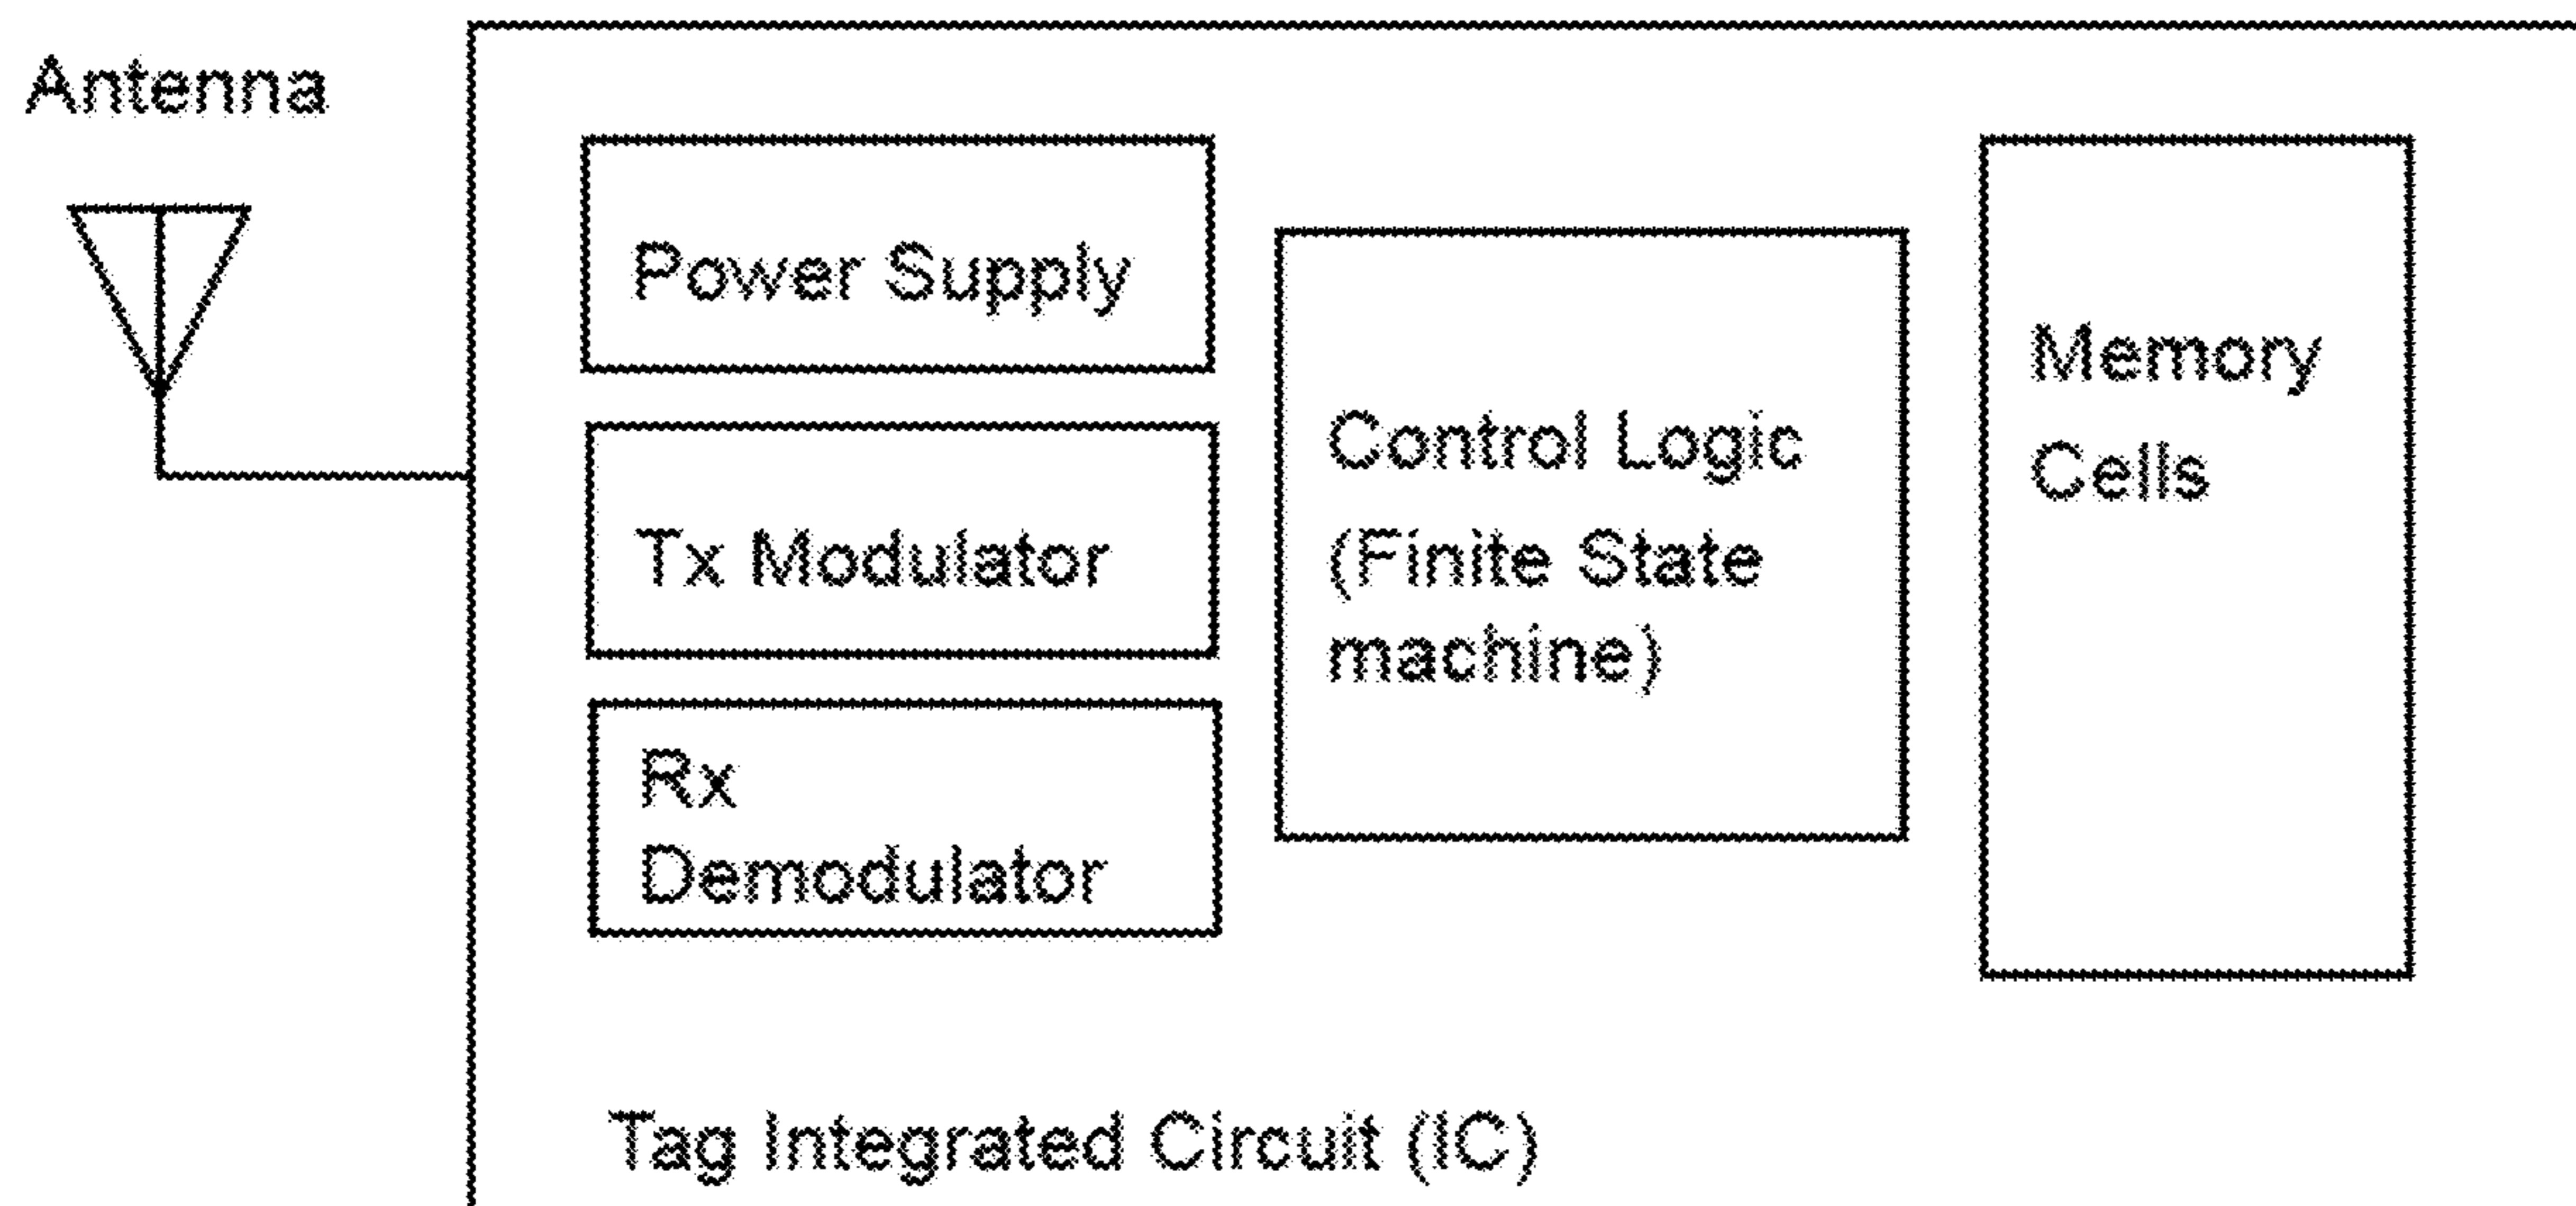 Antenna
Power Supply
Tx Modulator
Rx
Demodulator
Control Logic
(Finite State
machine)
Memory
Cells
Tag Integrated Circuit (IC)